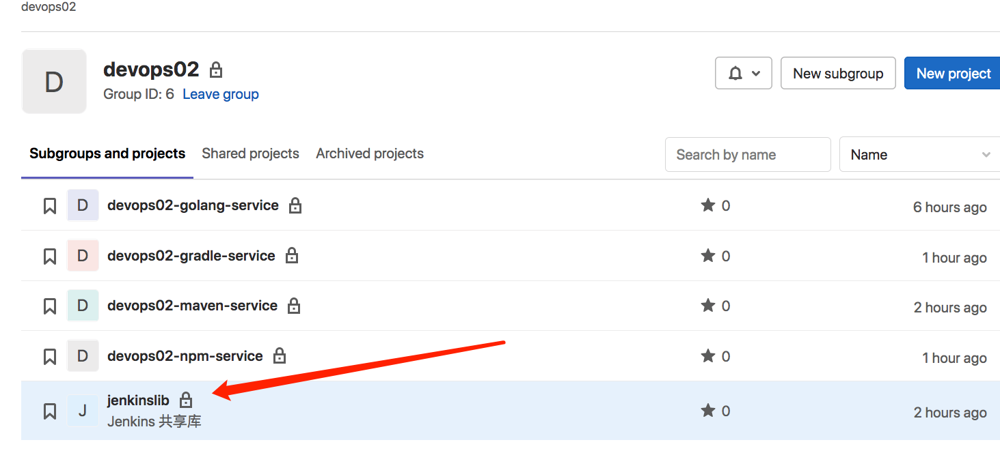 devops02
D
devops02
Group ID: 6 Leave group
New subgroup
New project
Subgroups and projects Shared projects Archived projects
Search by name
Name
D devops02-golang-service 0 6 hours ago
D devops02-gradle-service 0 1 hour ago
D devops02-maven-service 0 2 hours ago
D devops02-npm-service 0 1 hour ago
J jenkinslib 0 2 hours ago
Jenkins 共享库